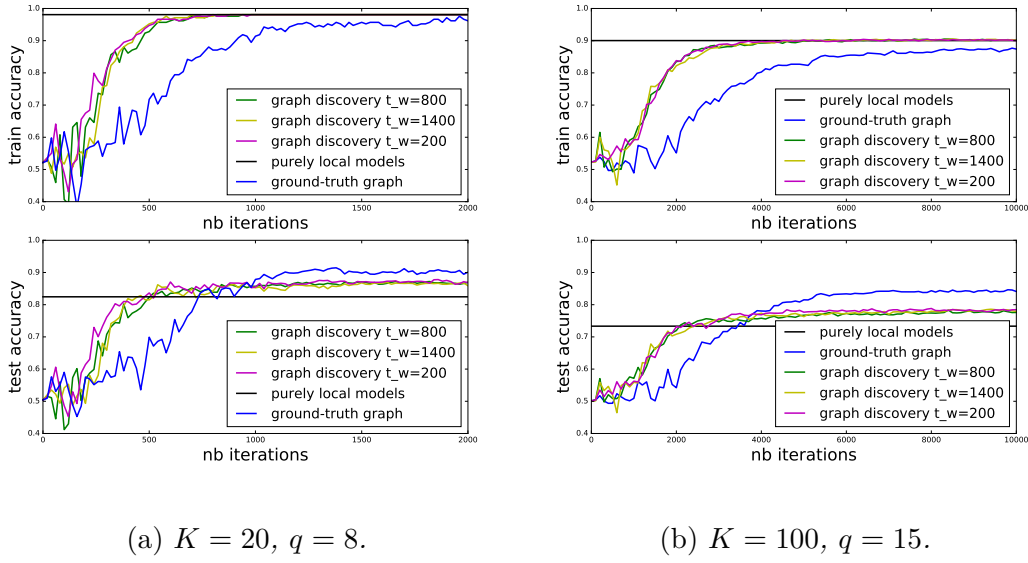 1.0
0.9
0.8
0.7
0.6
0.5
0.4
train accuracy
graph discovery t_w=800
graph discovery t_w=1400
graph discovery t_w=200
purely local models
ground-truth graph
0 500 1000 1500 2000
nb iterations
1.0
0.9
0.8
0.7
0.6
0.5
0.4
test accuracy
graph discovery t_w=800
graph discovery t_w=1400
graph discovery t_w=200
purely local models
ground-truth graph
0 500 1000 1500 2000
nb iterations
(a) K = 20, q = 8.
1.0
0.9
0.8
0.7
0.6
0.5
0.4
train accuracy
purely local models
ground-truth graph
graph discovery t_w=800
graph discovery t_w=1400
graph discovery t_w=200
0 2000 4000 6000 8000 10000
nb iterations
1.0
0.9
0.8
0.7
0.6
0.5
0.4
test accuracy
purely local models
ground-truth graph
graph discovery t_w=800
graph discovery t_w=1400
graph discovery t_w=200
0 2000 4000 6000 8000 10000
nb iterations
(b) K = 100, q = 15.